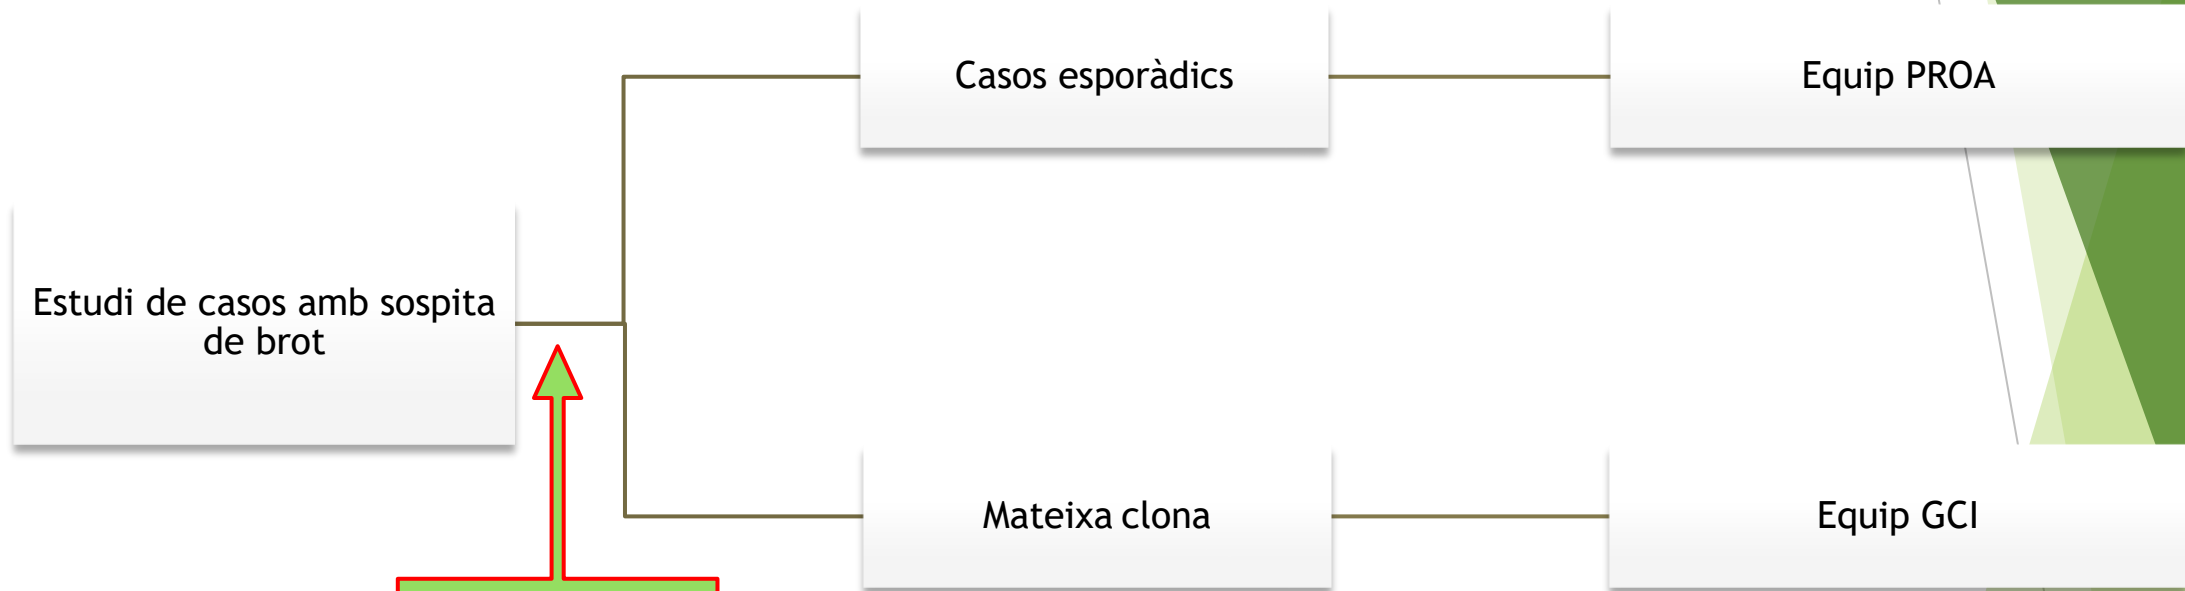 Casos esporàdics
Equip PROA
Estudi de casos amb sospita
de brot
Mateixa clona
Equip GCI